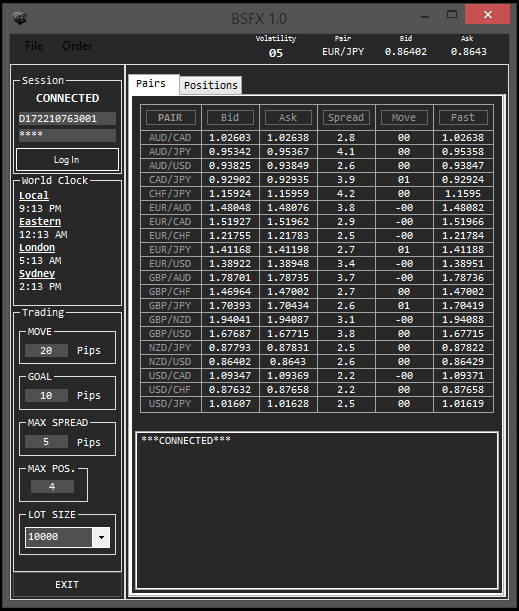 BSFX 1.0
File Order
Volatility Pair Bid Ask
05 EUR/JPY 0.86402 0.8643
Session
CONNECTED
D172210763001
****
Log In
World Clock
Local
9:13 PM
Eastern
12:13 AM
London
5:13 AM
Sydney
2:13 PM
Trading
MOVE
20 Pips
GOAL
10 Pips
MAX SPREAD
5 Pips
MAX POS.
4
LOT SIZE
10000
EXIT
Pairs Positions
PAIR Bid Ask Spread Move Past
AUD/CAD 1.02603 1.02638 2.8 00 1.02638
AUD/JPY 0.95342 0.95367 4.1 00 0.95358
AUD/USD 0.93825 0.93849 2.6 00 0.93847
CAD/JPY 0.92902 0.92935 3.9 01 0.92924
CHF/JPY 1.15924 1.15959 4.2 00 1.1595
EUR/AUD 1.48048 1.48076 3.8 -00 1.48082
EUR/CAD 1.51927 1.51962 2.9 -00 1.51966
EUR/CHF 1.21755 1.21783 2.5 -00 1.21784
EUR/JPY 1.41168 1.41198 2.7 01 1.41188
EUR/USD 1.38922 1.38948 3.4 -00 1.38951
GBP/AUD 1.78701 1.78735 3.7 -00 1.78736
GBP/CHF 1.46964 1.47002 2.7 00 1.47002
GBP/JPY 1.70393 1.70434 2.6 01 1.70419
GBP/NZD 1.94041 1.94087 3.1 -00 1.94088
GBP/USD 1.67687 1.67715 3.8 00 1.67715
NZD/JPY 0.87793 0.87831 2.5 00 0.87822
NZD/USD 0.86402 0.8643 2.6 00 0.86429
USD/CAD 1.09347 1.09369 2.2 -00 1.09371
USD/CHF 0.87632 0.87658 2.2 00 0.87658
USD/JPY 1.01607 1.01628 2.5 00 1.01619
***CONNECTED***